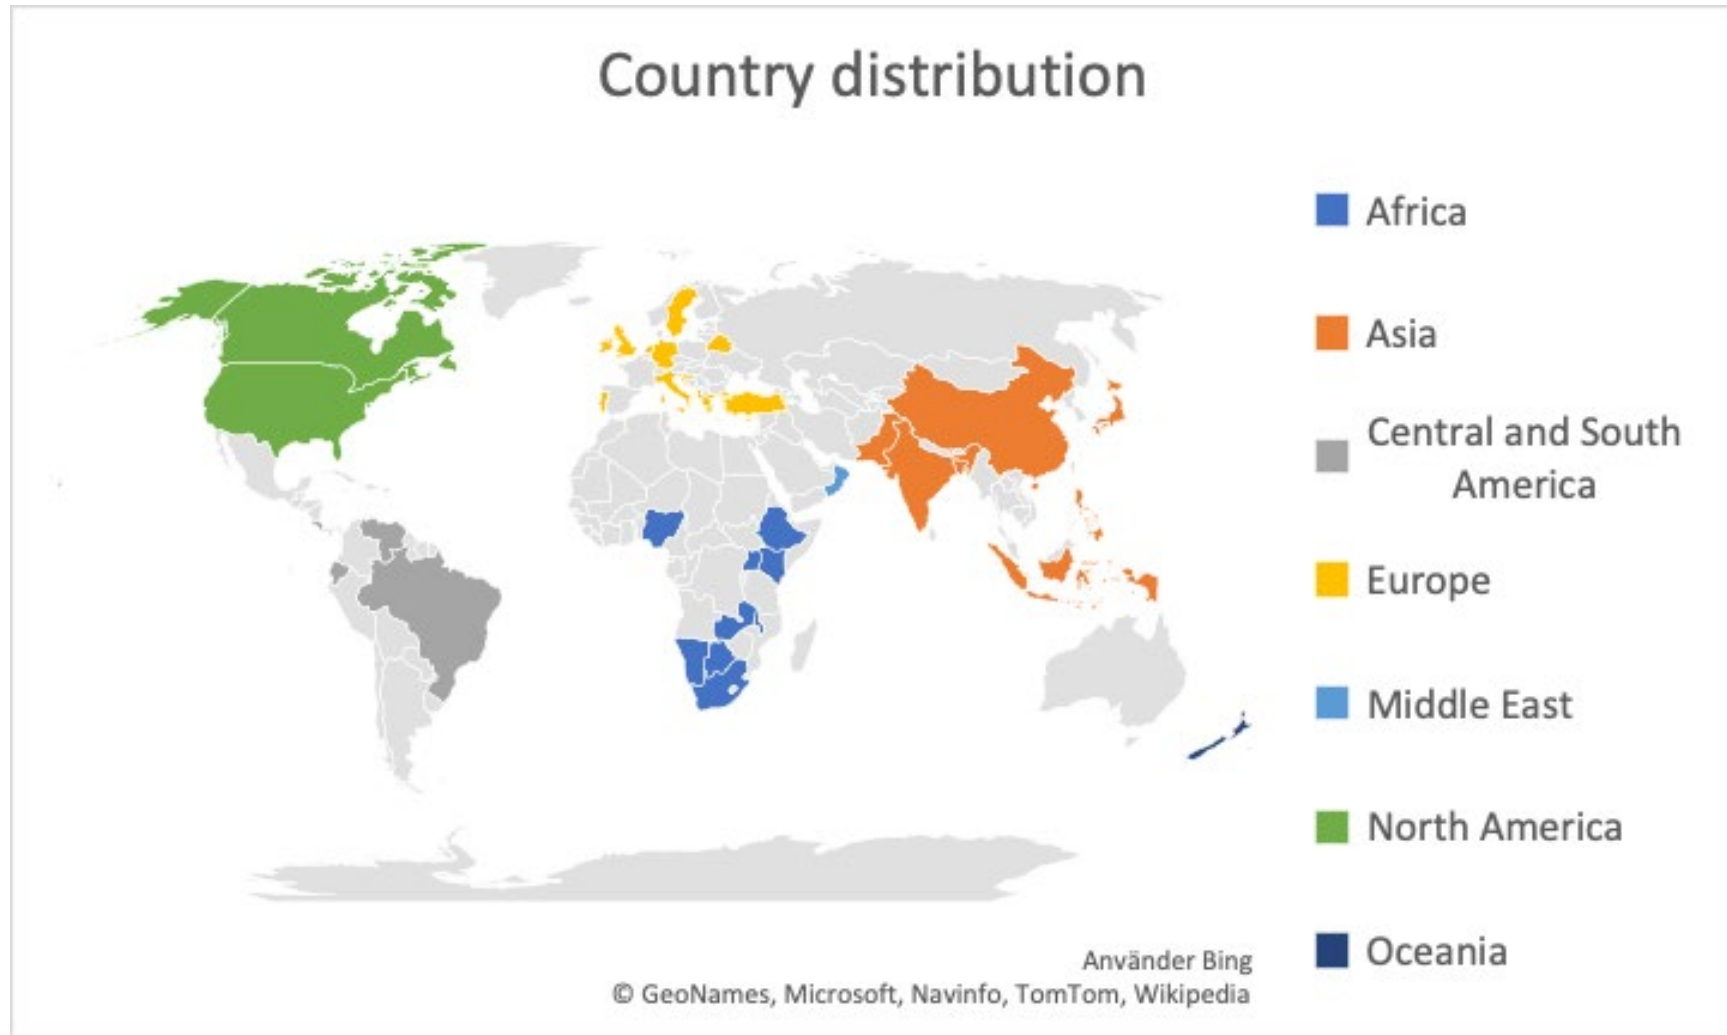 Country distribution
Africa
Asia
Central and South
America
Europe
Middle East
North America
Oceania
Använder Bing
© GeoNames, Microsoft, Navinfo, TomTom, Wikipedia